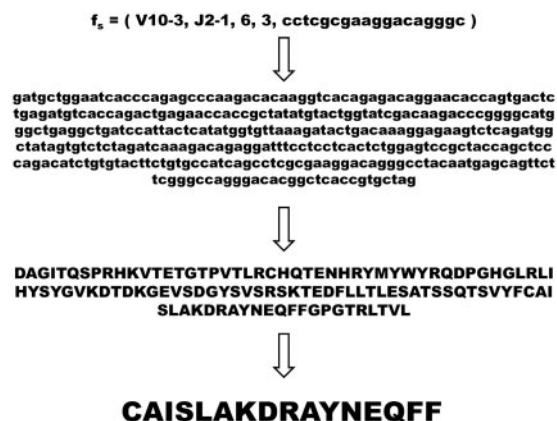 f_s = ( V10-3, J2-1, 6, 3, cctcgcgaaggacagggc )
gatgctggaatcacccagagcccaagacacaaggtcacagagacaggaacaccagtgactc
tgagatgtcaccagactgagaaccaccgctatatgtactggtatcgacaagacccggggcatg
ggctgaggctgatccattactcatatggtgttaaagatactgacaaaggagaagtctcagatgg
ctatagtgtctctagatcaaagacagaggatttcctcctcactctggagtccgctaccagctcc
cagacatctgtgtacttctgtgccatcagcctcgcgaaggacagggcctacaatgagcagttct
tcgggccagggacacggctcaccgtgctag
DAGITQSPRHKVTETGTPVTLRCHQTENHRYMYWYRQDPGHGLRLI
HYSYGVKDTDKGEVSDGYSVSRSKTEDFLLTLESATSSQTSVYFCAI
SLAKDRAYNEQFFGPGTRLTVL
CAISLAKDRAYNEQFF